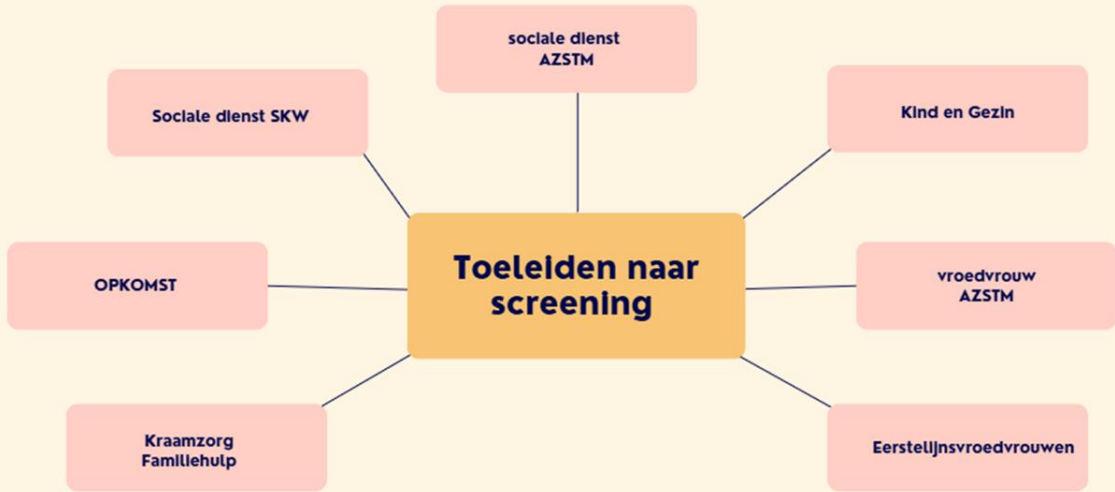 sociale dienst
AZSTM
Sociale dienst SKW
Kind en Gezin
Toeleiden naar
screening
OPKOMST
vroedvrouw
AZSTM
Kraamzorg
Familiehulp
Eerstelijnsvroedvrouwen